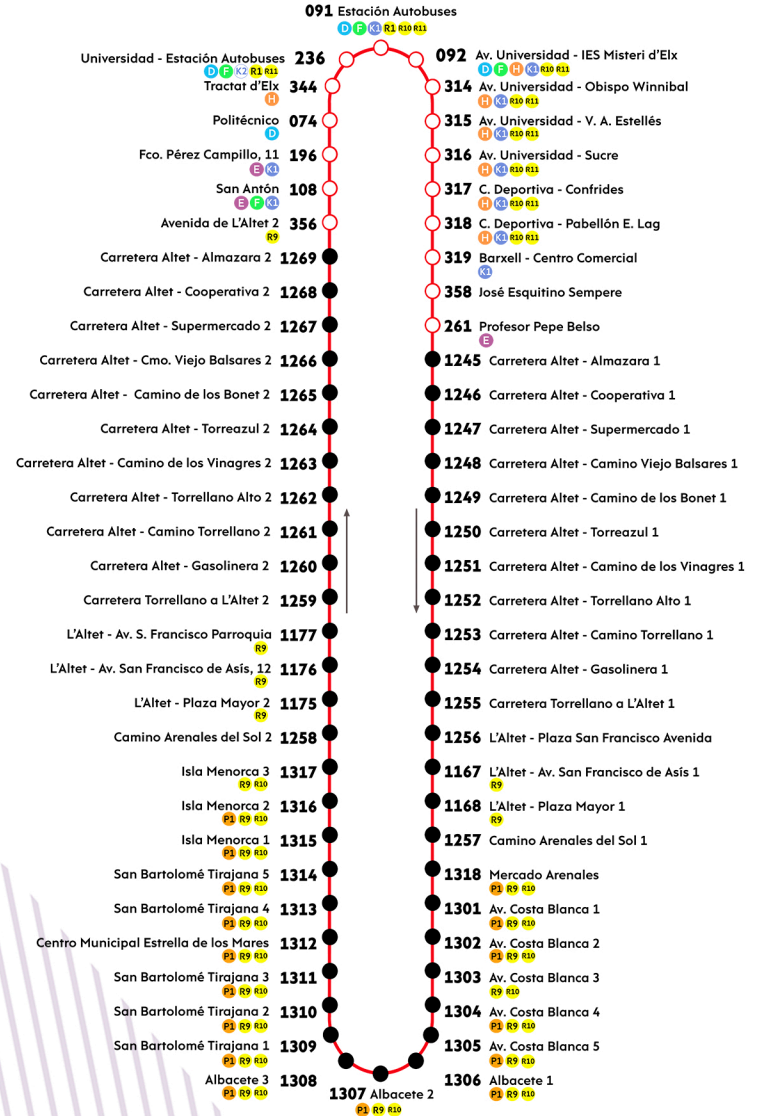 091 Estación Autobuses
D F K1 R1 R10 R11
Universidad - Estación Autobuses 236
D F K2 R1 R11
Tractat d'Elx 344
H
Politécnico 074
D
Fco. Pérez Campillo, 11 196
E K1
San Antón 108
E F K1
Avenida de L'Altet 2 356
R9
Carretera Altet - Almazara 2 1269
Carretera Altet - Cooperativa 2 1268
Carretera Altet - Supermercado 2 1267
Carretera Altet - Cmo. Viejo Balsares 2 1266
Carretera Altet - Camino de los Bonet 2 1265
Carretera Altet - Torreazul 2 1264
Carretera Altet - Camino de los Vinagres 2 1263
Carretera Altet - Torrellano Alto 2 1262
Carretera Altet - Camino Torrellano 2 1261
Carretera Altet - Gasolinera 2 1260
Carretera Torrellano a L'Altet 2 1259
L'Altet - Av. S. Francisco Parroquia 1177
R9
L'Altet - Av. San Francisco de Asís, 12 1176
R9
L'Altet - Plaza Mayor 2 1175
R9
Camino Arenales del Sol 2 1258
Isla Menorca 3 1317
R9 R10
Isla Menorca 2 1316
P1 R9 R10
Isla Menorca 1 1315
P1 R9 R10
San Bartolomé Tirajana 5 1314
P1 R9 R10
San Bartolomé Tirajana 4 1313
P1 R9 R10
Centro Municipal Estrella de los Mares 1312
P1 R9 R10
San Bartolomé Tirajana 3 1311
P1 R9 R10
San Bartolomé Tirajana 2 1310
P1 R9 R10
San Bartolomé Tirajana 1 1309
P1 R9 R10
Albacete 3 1308
P1 R9 R10
092 Av. Universidad - IES Misteri d'Elx
D F H K1 R10 R11
314 Av. Universidad - Obispo Winnibal
H K1 R10 R11
315 Av. Universidad - V. A. Estellés
H K1 R10 R11
316 Av. Universidad - Sucre
H K1 R10 R11
317 C. Deportiva - Confrides
H K1 R10 R11
318 C. Deportiva - Pabellón E. Lag
H K1 R10 R11
319 Barxell - Centro Comercial
K1
358 José Esquitino Sempere
261 Profesor Pepe Belso
E
1245 Carretera Altet - Almazara 1
1246 Carretera Altet - Cooperativa 1
1247 Carretera Altet - Supermercado 1
1248 Carretera Altet - Camino Viejo Balsares 1
1249 Carretera Altet - Camino de los Bonet 1
1250 Carretera Altet - Torreazul 1
1251 Carretera Altet - Camino de los Vinagres 1
1252 Carretera Altet - Torrellano Alto 1
1253 Carretera Altet - Camino Torrellano 1
1254 Carretera Altet - Gasolinera 1
1255 Carretera Torrellano a L'Altet 1
1256 L'Altet - Plaza San Francisco Avenida
1167 L'Altet - Av. San Francisco de Asís 1
R9
1168 L'Altet - Plaza Mayor 1
R9
1257 Camino Arenales del Sol 1
1318 Mercado Arenales
P1 R9 R10
1301 Av. Costa Blanca 1
P1 R9 R10
1302 Av. Costa Blanca 2
P1 R9 R10
1303 Av. Costa Blanca 3
R9 R10
1304 Av. Costa Blanca 4
P1 R9 R10
1305 Av. Costa Blanca 5
P1 R9 R10
1306 Albacete 1
P1 R9 R10
1307 Albacete 2
P1 R9 R10